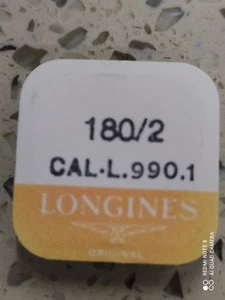 180/2
CAL.L.990.1
LONGINES
ORIGINAL
REDMI NOTE 8
AI QUAD CAMERA